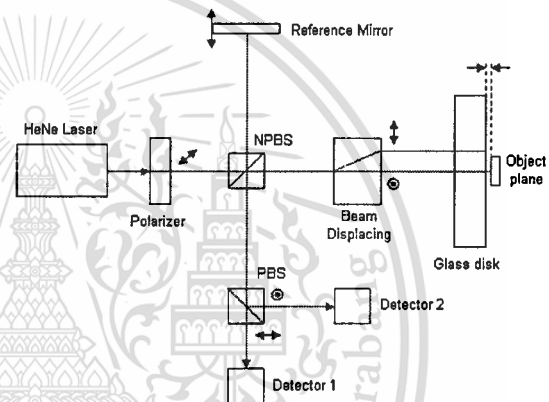 Reference Mirror
HeNe Laser
NPBS
Object
plane
Polarizer
Beam
Displacing
Glass disk
PBS
Detector 2
Detector 1